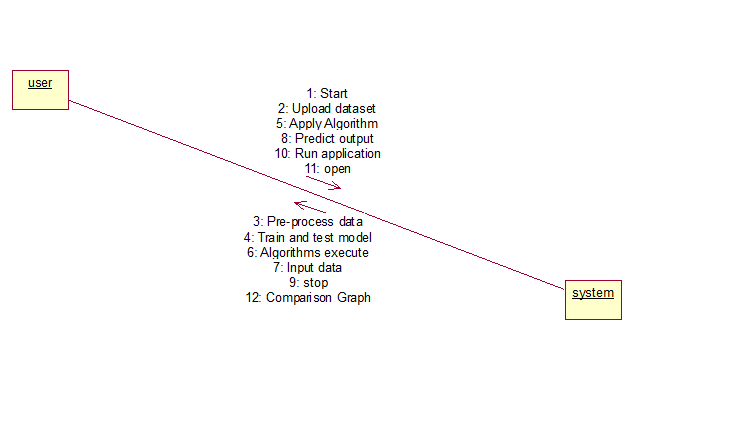 user
1: Start
2: Upload dataset
5: Apply Algorithm
8: Predict output
10: Run application
11: open
3: Pre-process data
4: Train and test model
6: Algorithms execute
7: Input data
9: stop
12: Comparison Graph
system